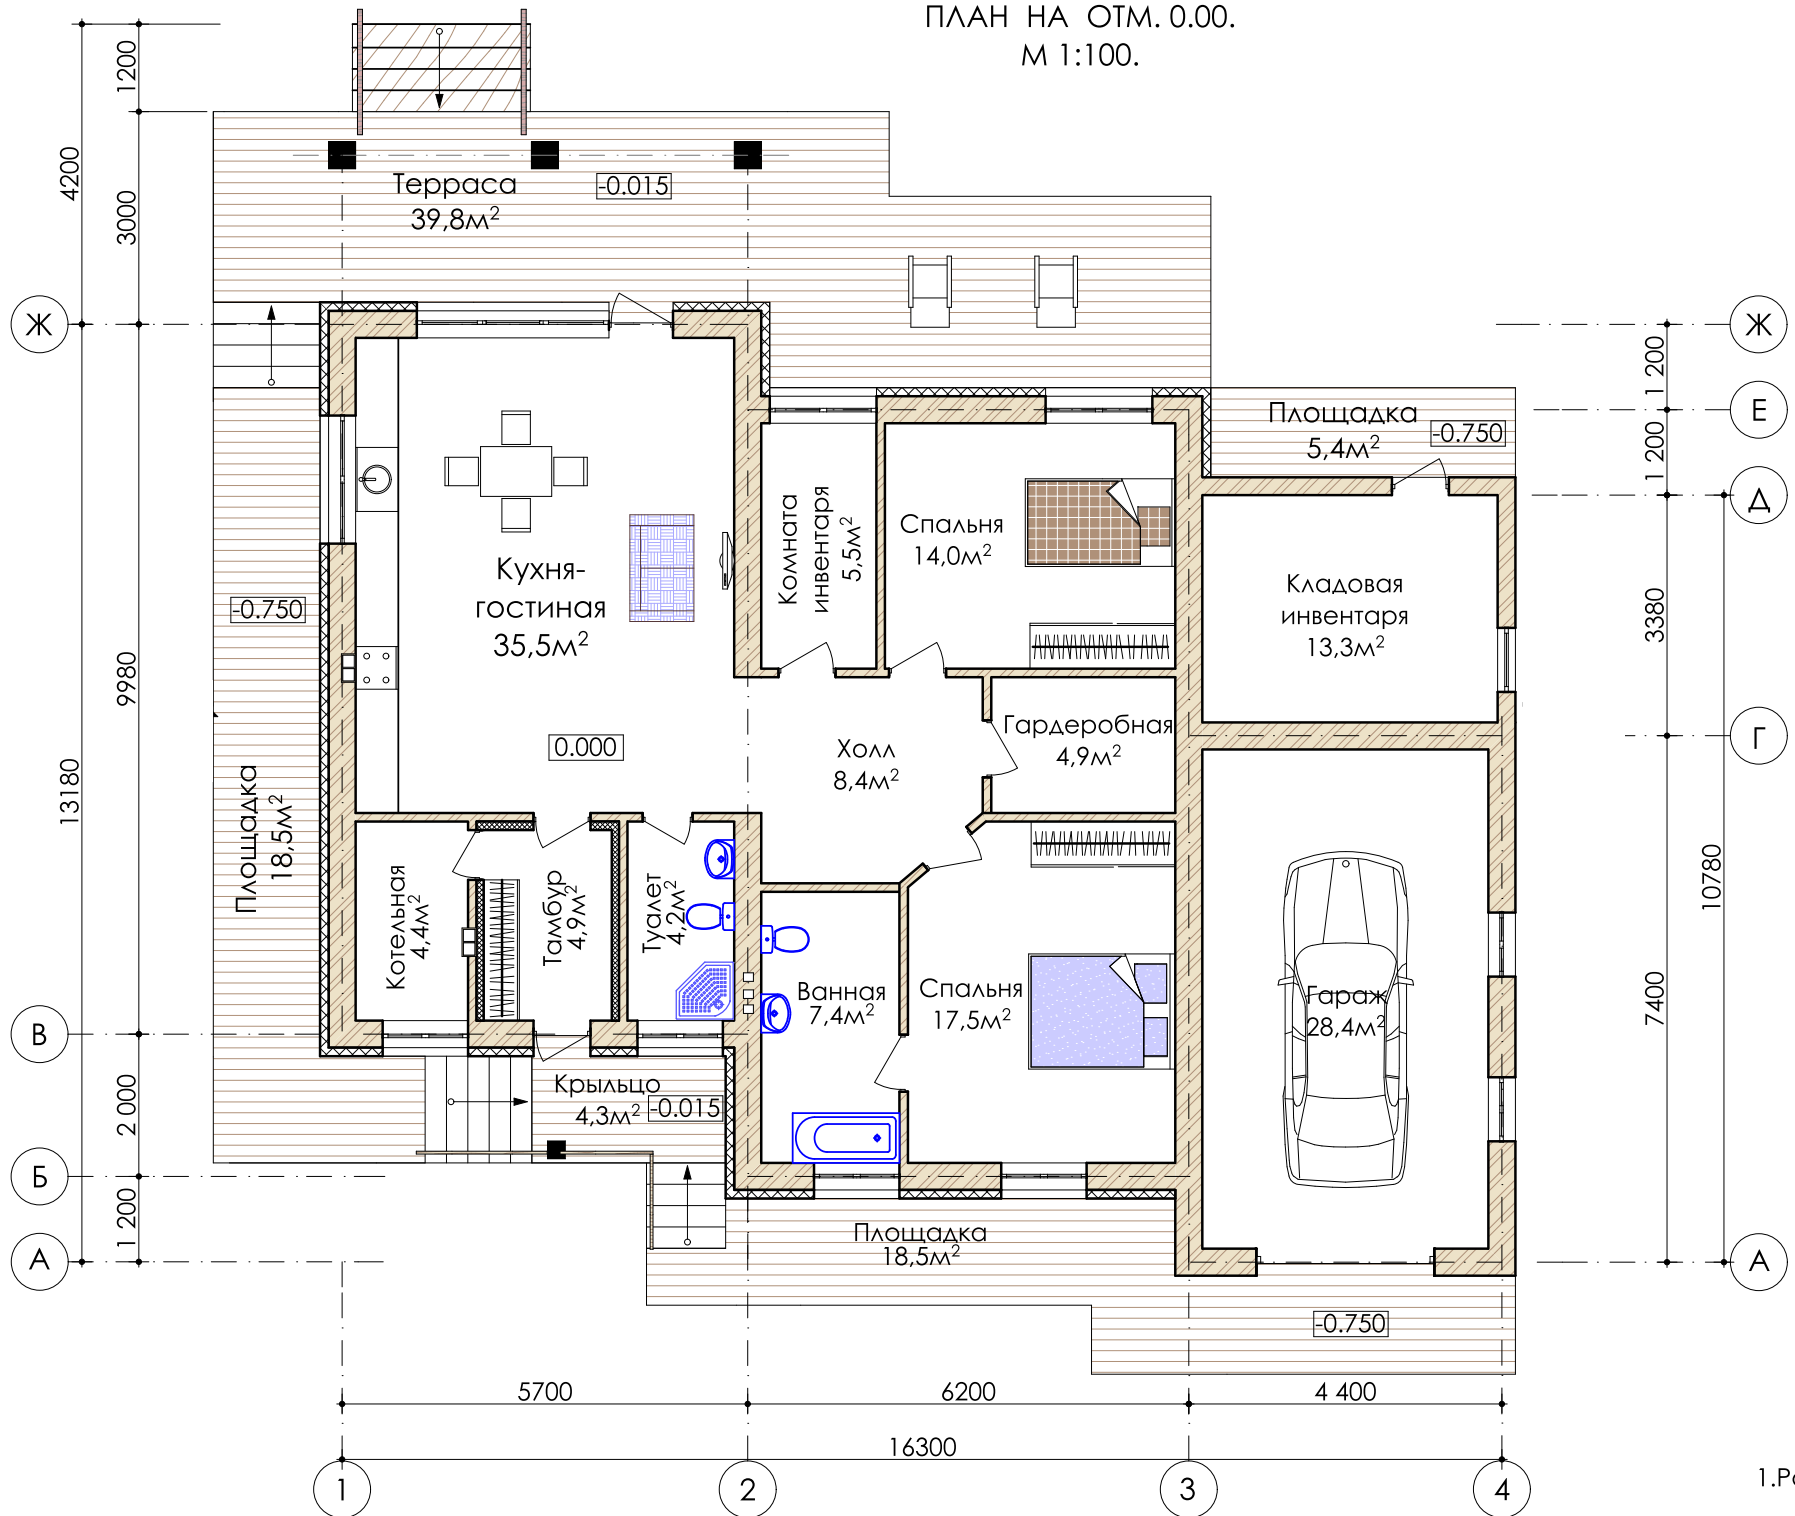 ПЛАН НА ОТМ. 0.00.
М 1:100.
1200
4200
3000
9980
13180
2 000
1 200
Ж
В
Б
А
Терраса
39,8м²
-0.015
Площадка
5,4м²
-0.750
Кухня-
гостиная
35,5м²
0.000
Комната
инвентаря
5,5м²
Спальня
14,0м²
Кладовая
инвентаря
13,3м²
-0.750
Площадка
18,5м²
Холл
8,4м²
Гардеробная
4,9м²
Котельная
4,4м²
Тамбур
4,9м²
Туалет
4,2м²
Ванная
7,4м²
Спальня
17,5м²
Гараж
28,4м²
Крыльцо
4,3м²
-0.015
Площадка
18,5м²
-0.750
Ж
Е
Д
Г
А
1 200
1 200
3380
7400
10780
5700
6200
4 400
16300
1
2
3
4